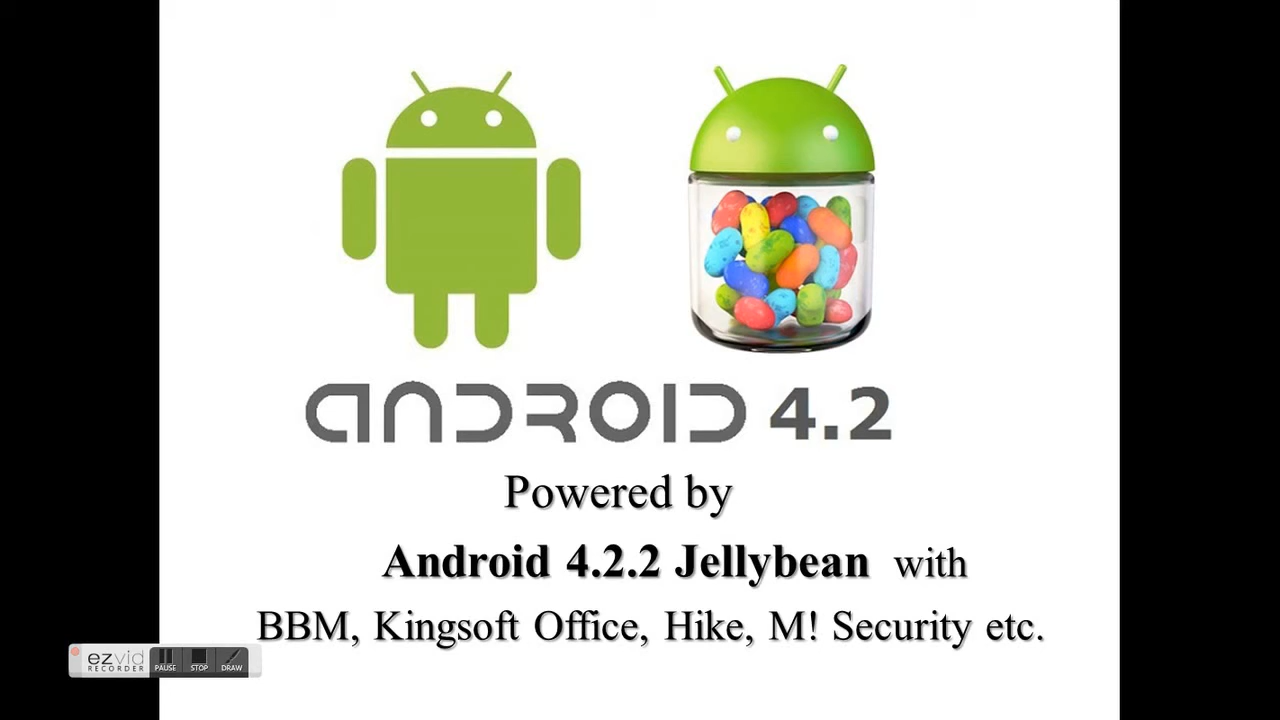 ANDROID 4.2
Powered by
Android 4.2.2 Jellybean with
BBM, Kingsoft Office, Hike, M! Security etc.
ezvid
RECORDER
PAUSE STOP DRAW